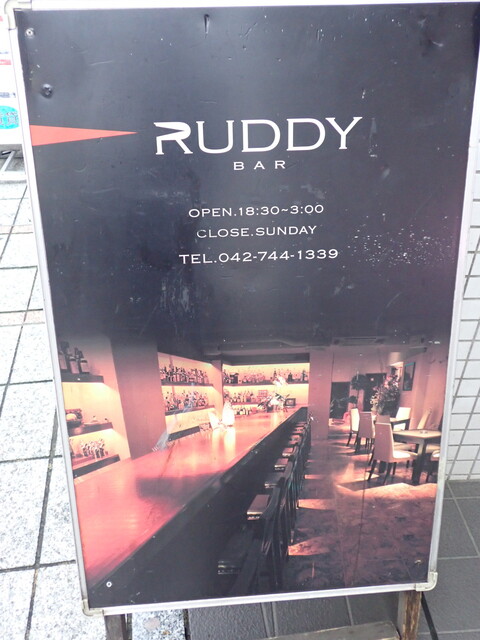 RUDDY
BAR
OPEN.18:30~3:00
CLOSE.SUNDAY
TEL.042-744-1339